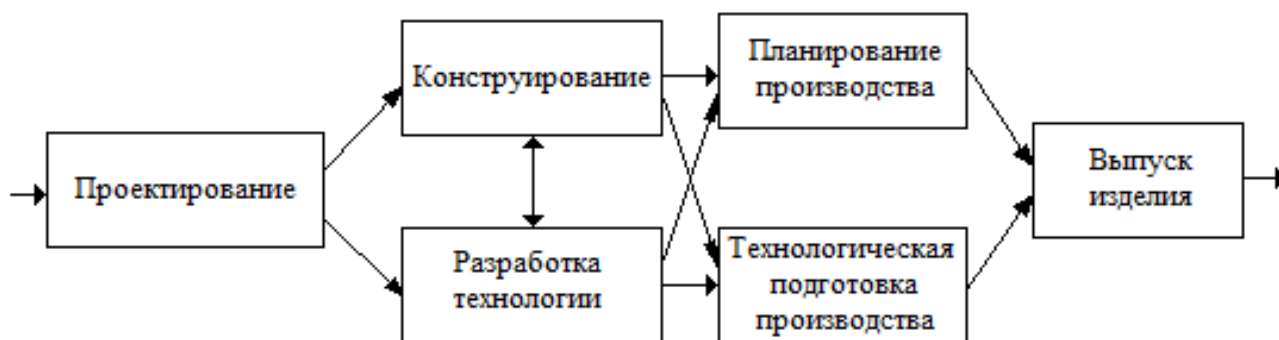 Проектирование
Конструирование
Разработка
технологии
Планирование
производства
Технологическая
подготовка
производства
Выпуск
изделия